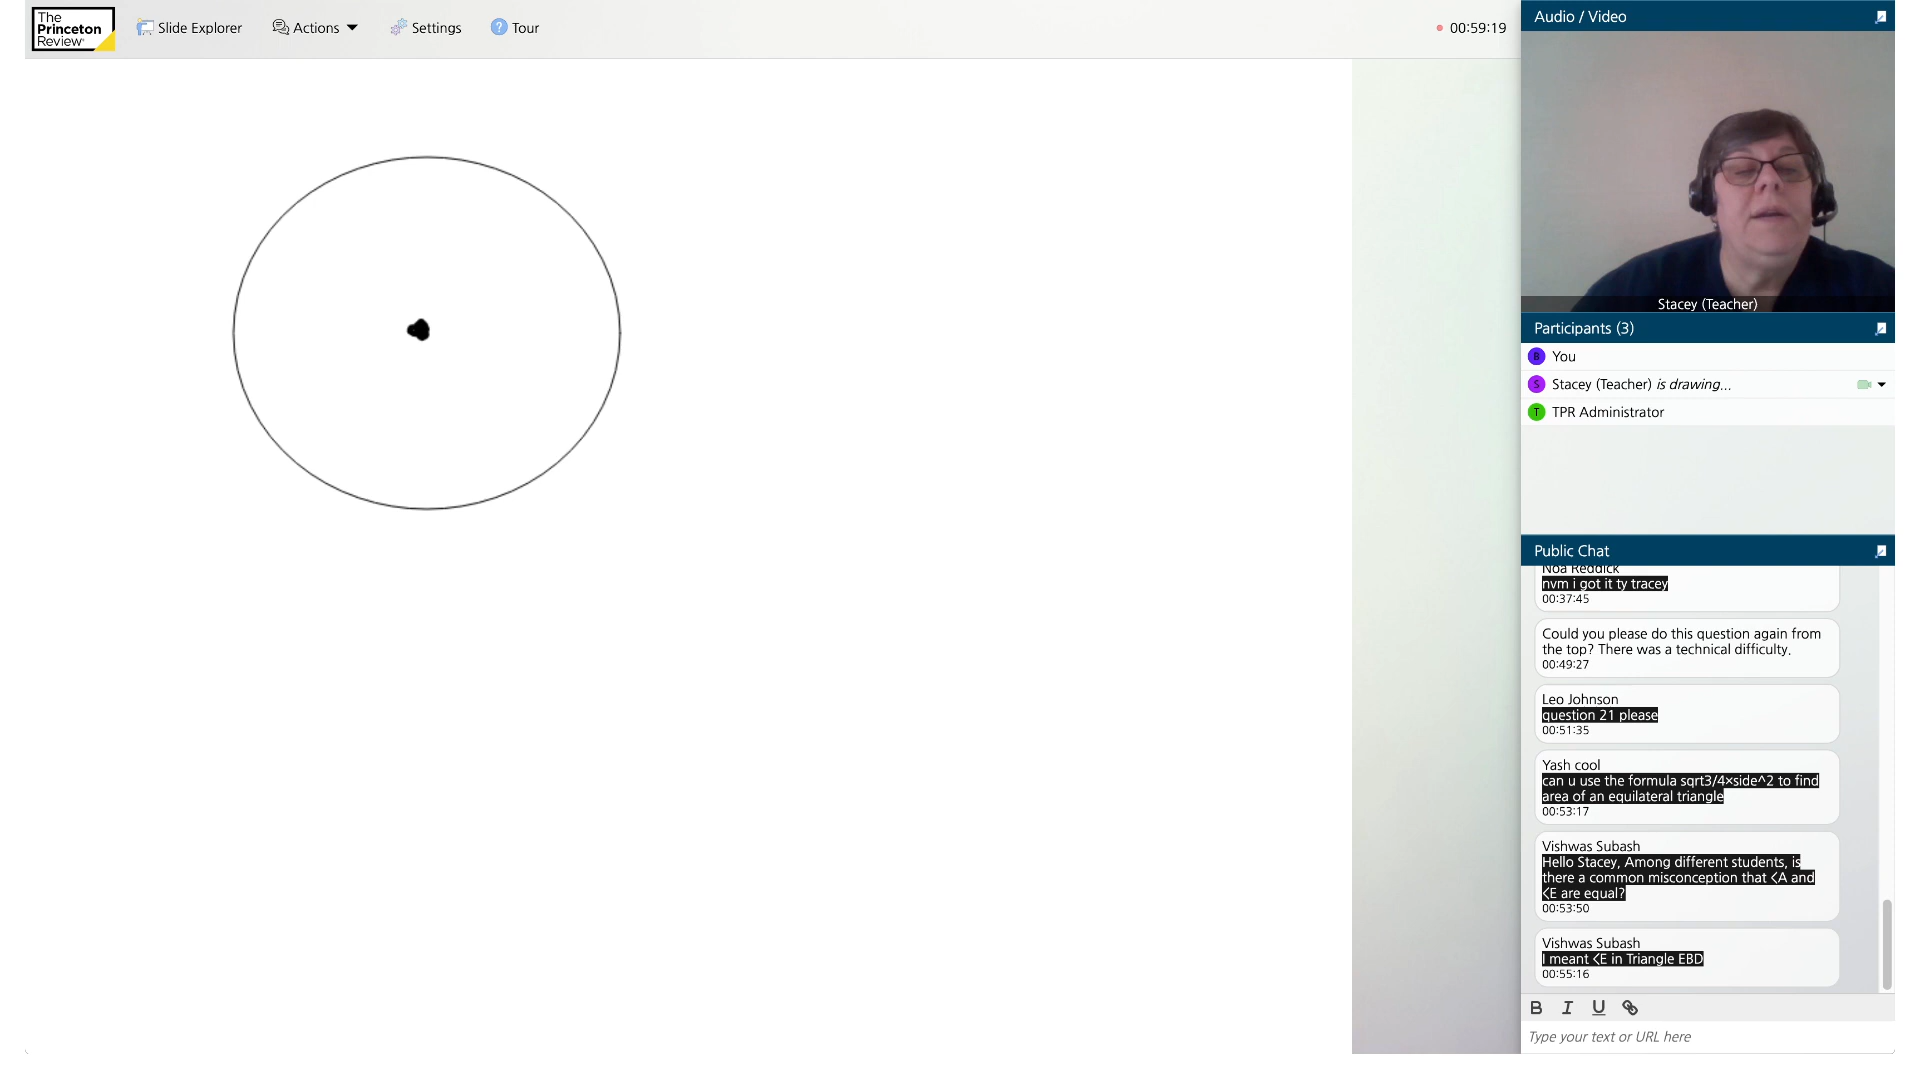 The
Princeton
Review
Slide Explorer
Actions
Settings
? Tour
00:59:19
Audio / Video
Stacey (Teacher)
Participants (3)
B You
S Stacey (Teacher) is drawing...
T TPR Administrator
Public Chat
Noa Reddick
nvm i got it ty tracey
00:37:45
Could you please do this question again from
the top? There was a technical difficulty.
00:49:27
Leo Johnson
question 21 please
00:51:35
Yash cool
can u use the formula sqrt3/4×side^2 to find
area of an equilateral triangle
00:53:17
Vishwas Subash
Hello Stacey, Among different students, is
there a common misconception that <A and
<E are equal?
00:53:50
Vishwas Subash
I meant <E in Triangle EBD
00:55:16
B I U
Type your text or URL here